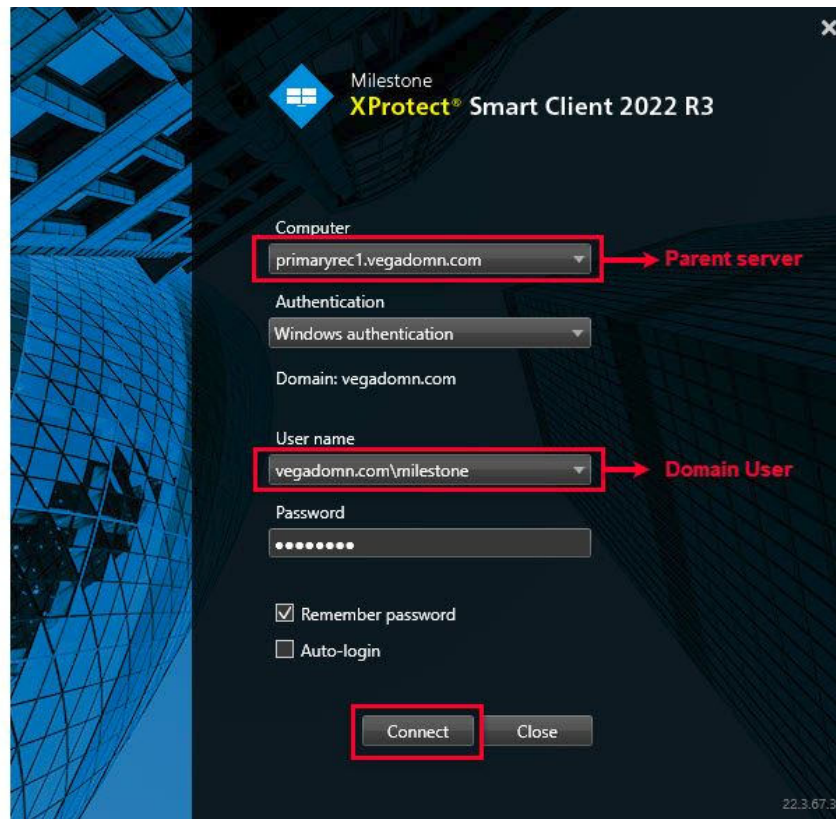 Milestone
XProtect® Smart Client 2022 R3
Computer
primaryrec1.vegadomn.com
Parent server
Authentication
Windows authentication
Domain: vegadomn.com
User name
vegadomn.com\milestone
Domain User
Password
Remember password
Auto-login
Connect
Close
22.3.67.3